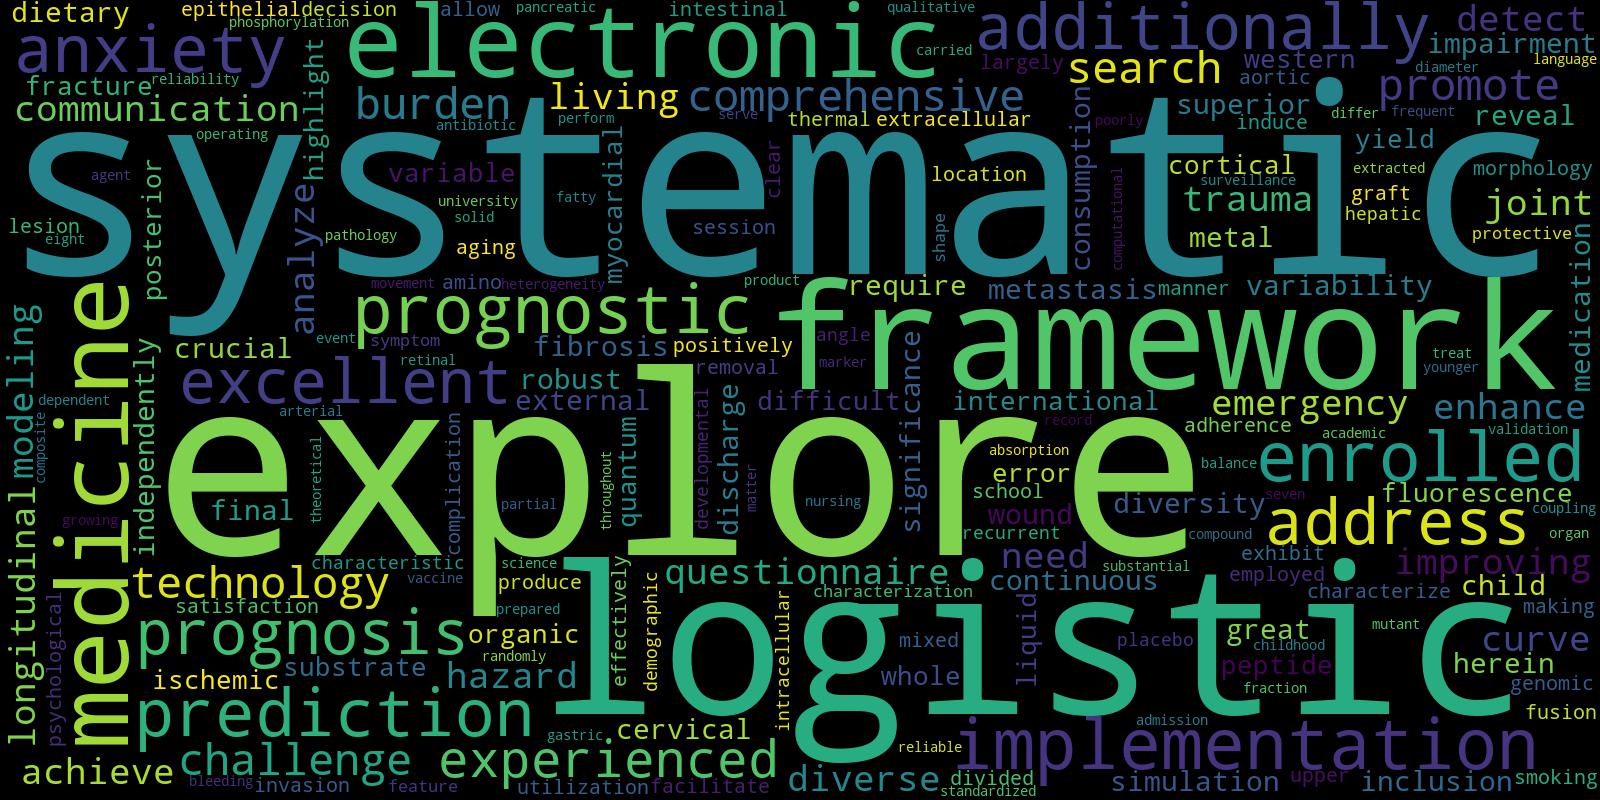 dietary
epithelial
decision
allow
pancreatic
intestinal
qualitative
additionally
detect
phosphorylation
anxiety
electronic
carried
largely
search
western
impairment
language
diameter
aortic
promote
fracture
reliability
highlight
communication
burden
living
comprehensive
superior
differ
frequent
reveal
operating
antibiotic
perform
serve
thermal
extracellular
poorly
induce
yield
systematic
agent
posterior
variable
myocardial
clear
location
consumption
computational
cortical
surveillance
extracted
morphology
university
fatty
trauma
graft
hepatic
joint
lesion
eight
analyze
solid
pathology
aging
session
shape
metal
protective
medication
movement
amino
heterogeneity
product
require
metastasis
manner
variability
modeling
medicine
prognostic
framework
event
symptom
crucial
retinal
fibrosis
positively
angle
marker
significance
treat
younger
independently
excellent
robust
removal
external
difficult
international
emergency
enhance
dependent
composite
arterial
explore
developmental
discharge
record
adherence
academic
validation
theoretical
complication
throughout
quantum
matter
absorption
error
balance
enrolled
longitudinal
final
partial
nursing
school
diversity
seven
fluorescence
coupling
growing
wound
recurrent
compound
address
organ
characteristic
science
need
exhibit
improving
technology
vaccine
produce
questionnaire
continuous
substantial
employed
child
characterize
satisfaction
prepared
effectively
demographic
intracellular
characterization
liquid
making
psychological
prognosis
organic
randomly
logistic
mixed
placebo
great
childhood
mutant
curve
ischemic
substrate
hazard
whole
peptide
fraction
herein
genomic
prediction
gastric
cervical
admission
fusion
reliable
implementation
achieve
challenge
experienced
bleeding
invasion
feature
utilization
facilitate
diverse
divided
standardized
simulation
upper
inclusion
smoking